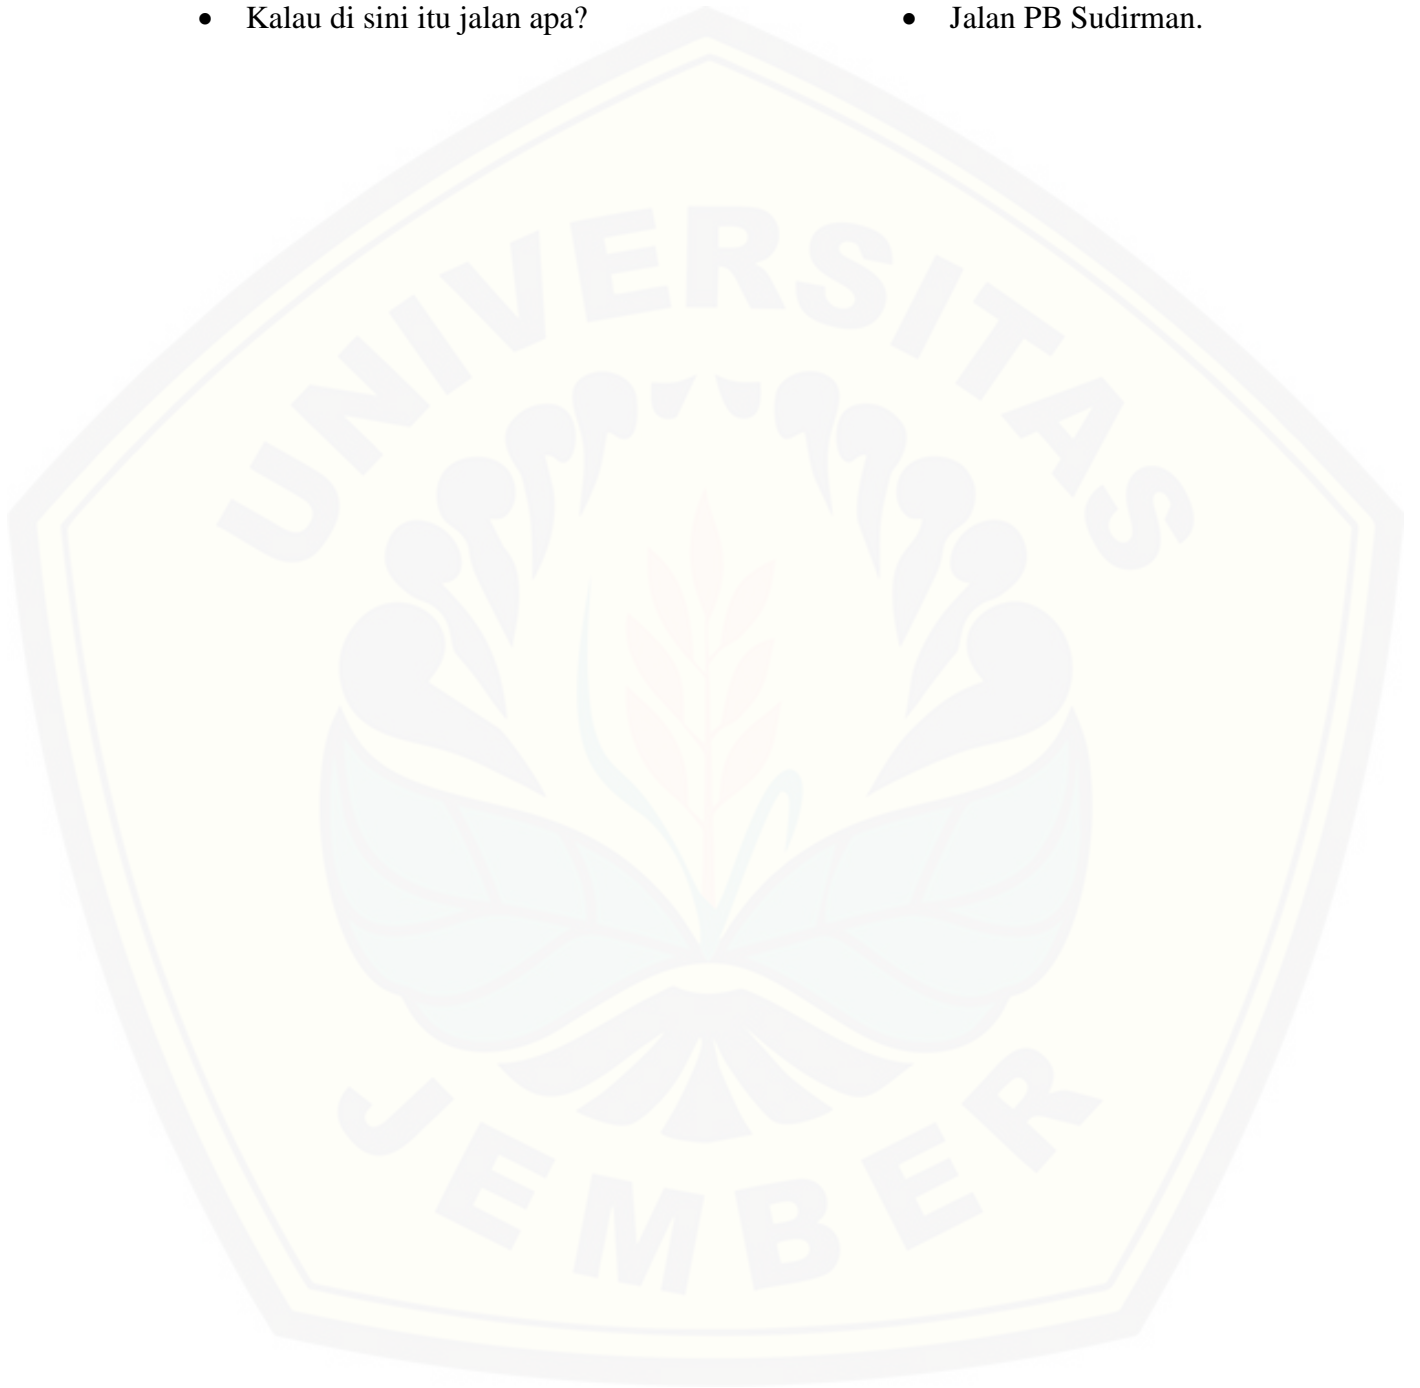 • Kalau di sini itu jalan apa?
• Jalan PB Sudirman.
UNIVERSITAS
JEMBER